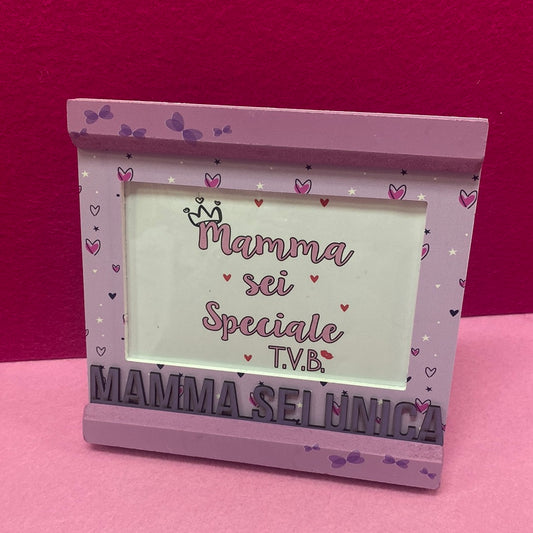 Mamma
sei
Speciale
T.V.B.
MAMMA SEI UNICA